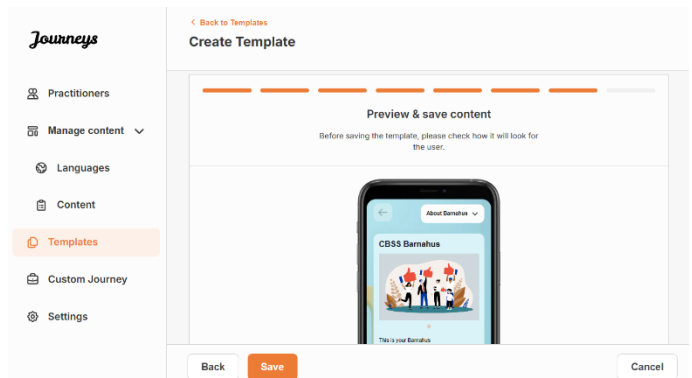 Journeys
Practitioners
Manage content
Languages
Content
Templates
Custom Journey
Settings
Back to Templates
Create Template
Preview & save content
Before saving the template, please check how it will look for
the user.
About Barnahus
CBSS Barnahus
This is your Barnahus
Back
Save
Cancel